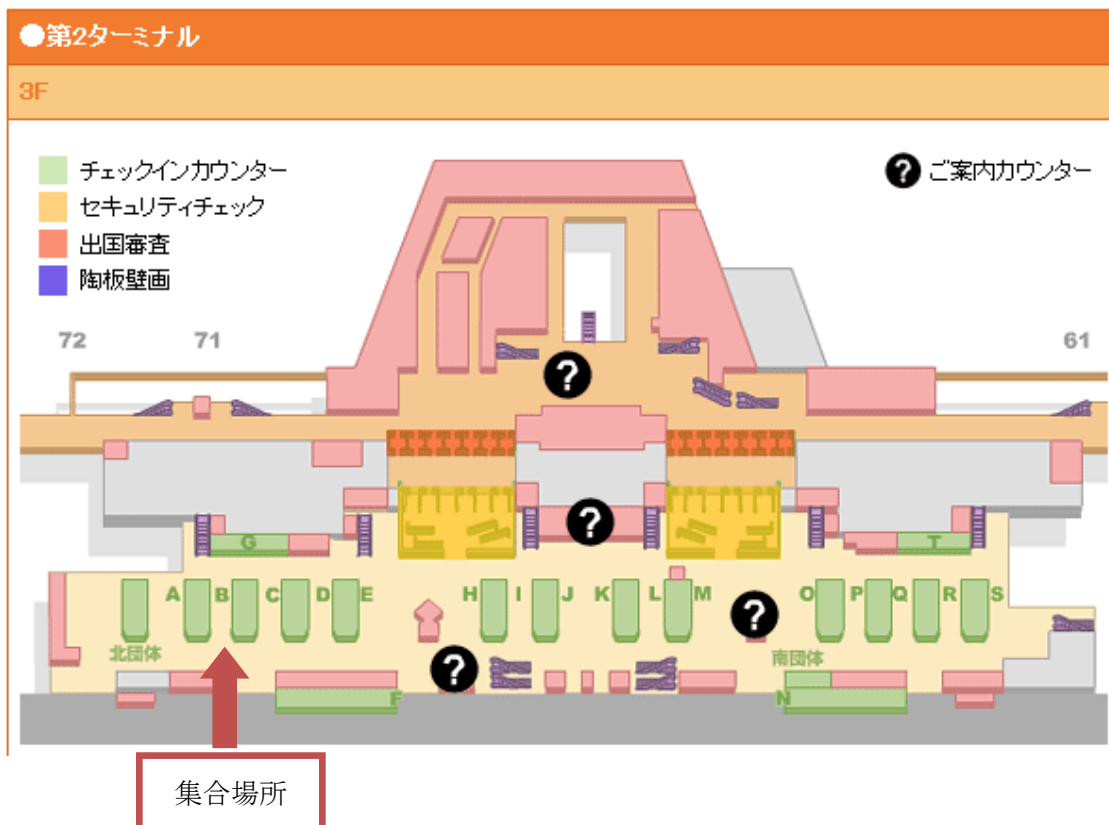 ●第2ターミナル
3F
チェックインカウンター
セキュリティチェック
出国審査
陶板壁画
? ご案内カウンター
72 71 61
?
?
G T
A B C D E H I J K L M O P Q R S
?
北団体 南団体
?
F N
集合場所